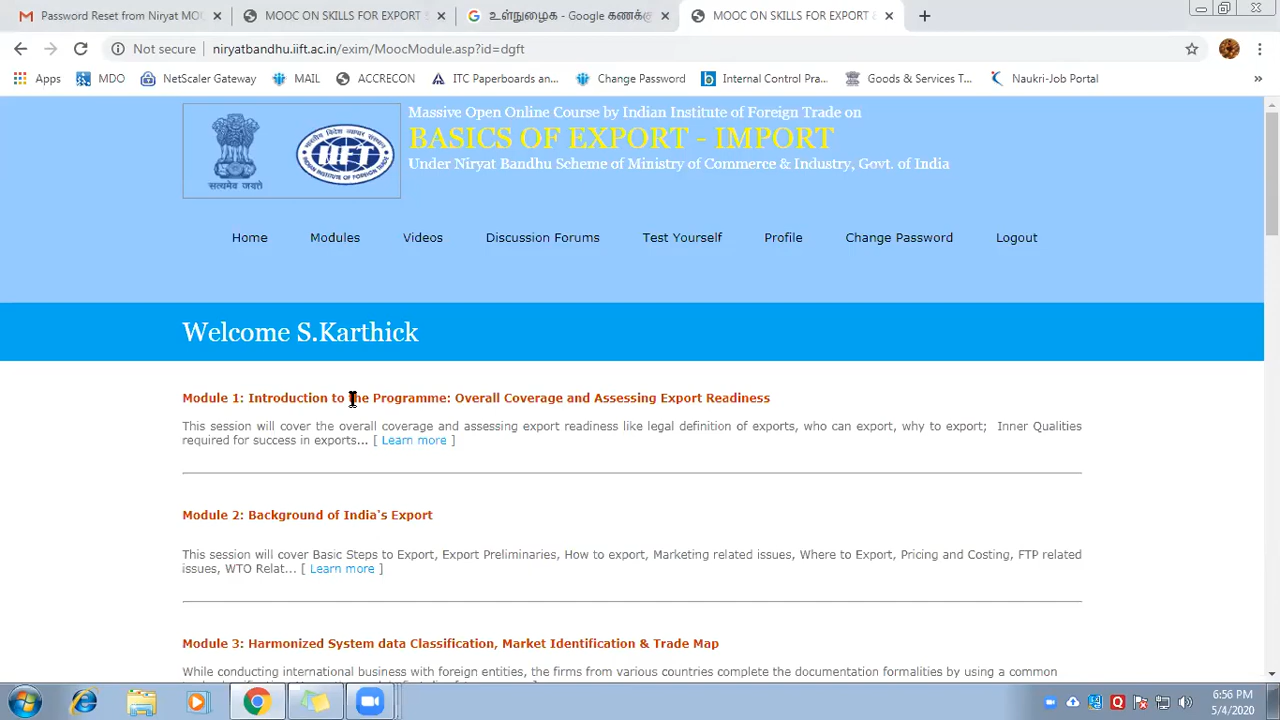 Password Reset from Niryat MO
MOOC ON SKILLS FOR EXPORT
உள்நுழைக - Google கணக்கு
MOOC ON SKILLS FOR EXPORT &
Not secure
niryatbandhu.iift.ac.in/exim/MoocModule.asp?id=dgft
Apps
MDO
NetScaler Gateway
MAIL
ACCRECON
ITC Paperboards an...
Change Password
Internal Control Pra...
Goods & Services T...
Naukri-Job Portal
»
Massive Open Online Course by Indian Institute of Foreign Trade on
BASICS OF EXPORT - IMPORT
Under Niryat Bandhu Scheme of Ministry of Commerce & Industry, Govt. of India
सत्यमेव जयते
IIFT
Home Modules Videos Discussion Forums Test Yourself Profile Change Password Logout
Welcome S.Karthick
Module 1: Introduction to the Programme: Overall Coverage and Assessing Export Readiness
This session will cover the overall coverage and assessing export readiness like legal definition of exports, who can export, why to export; Inner Qualities
required for success in exports... [ Learn more ]
Module 2: Background of India's Export
This session will cover Basic Steps to Export, Export Preliminaries, How to export, Marketing related issues, Where to Export, Pricing and Costing, FTP related
issues, WTO Relat... [ Learn more ]
Module 3: Harmonized System data Classification, Market Identification & Trade Map
While conducting international business with foreign entities, the firms from various countries complete the documentation formalities by using a common
6:56 PM
5/4/2020